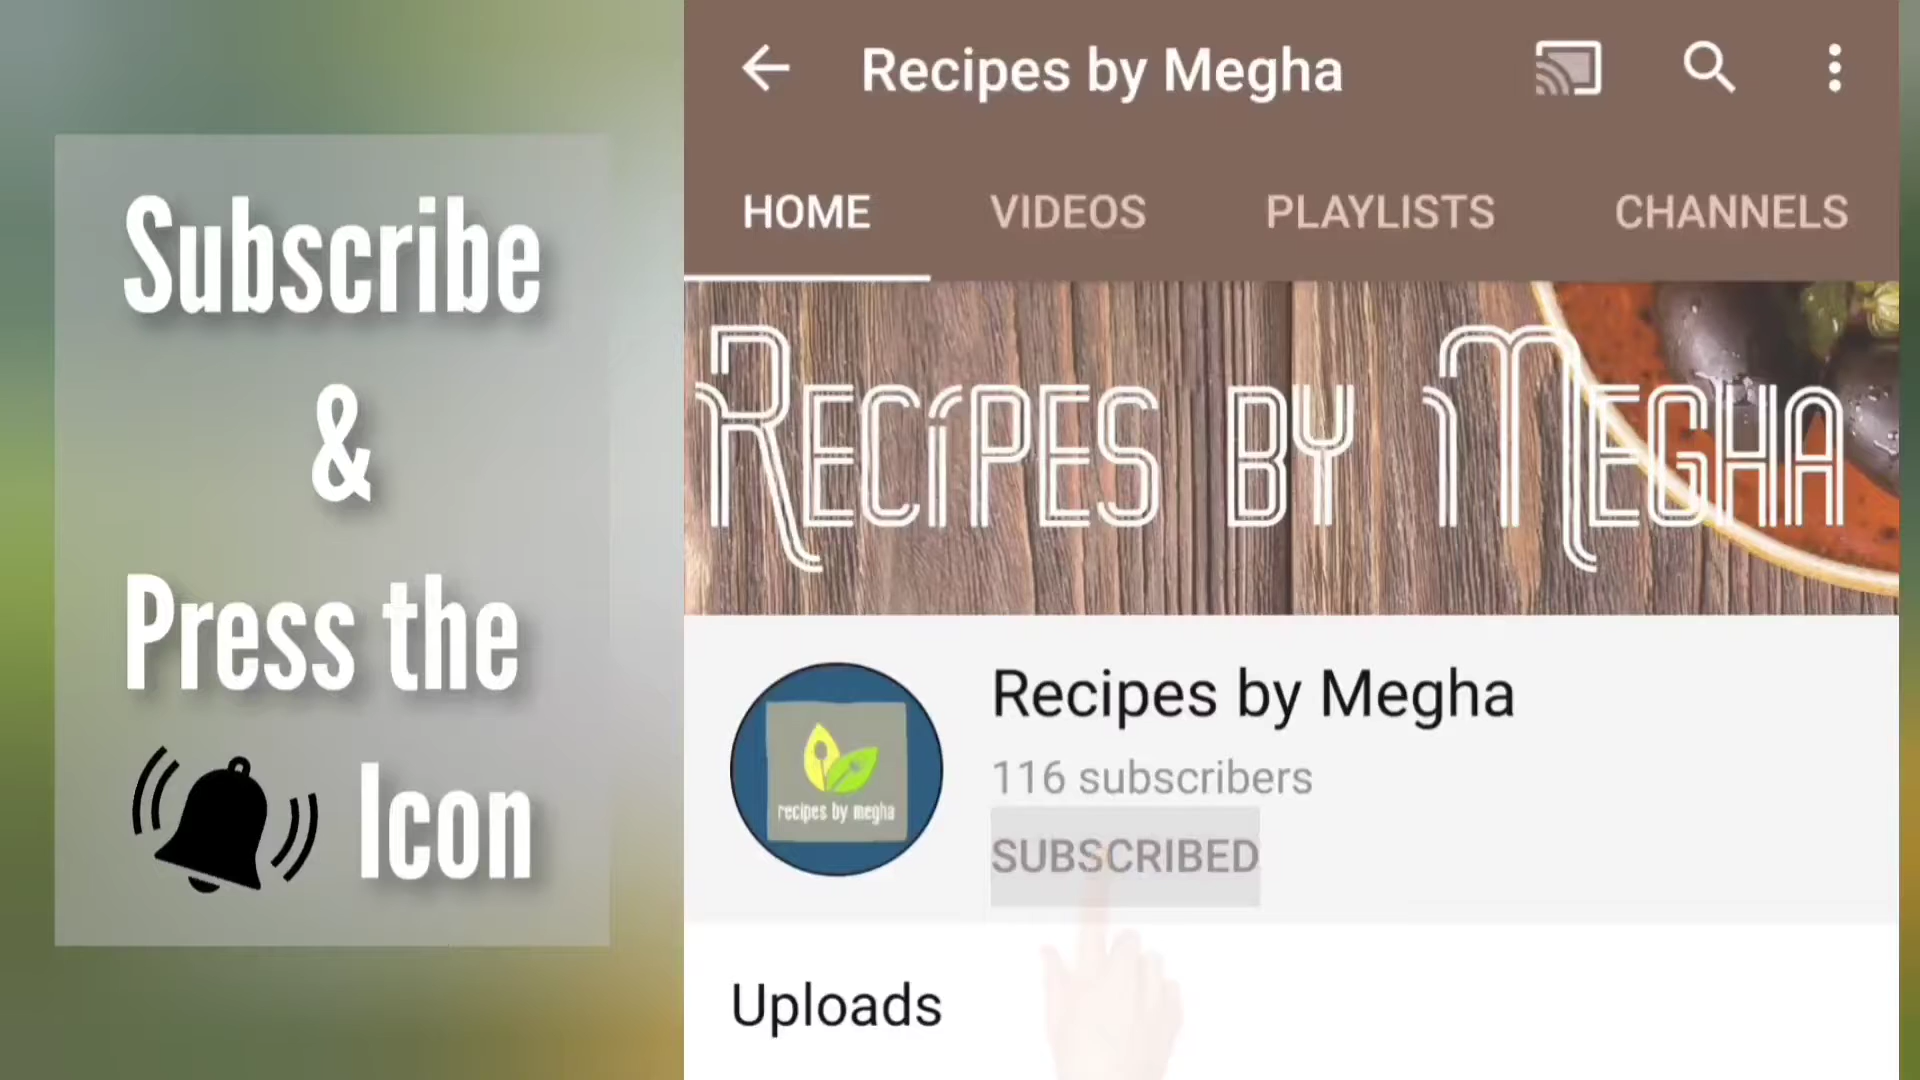 Subscribe
&
Press the
Icon
Recipes by Megha
HOME VIDEOS PLAYLISTS CHANNELS
RECIPES BY MEGHA
recipes by megha
Recipes by Megha
116 subscribers
SUBSCRIBED
Uploads